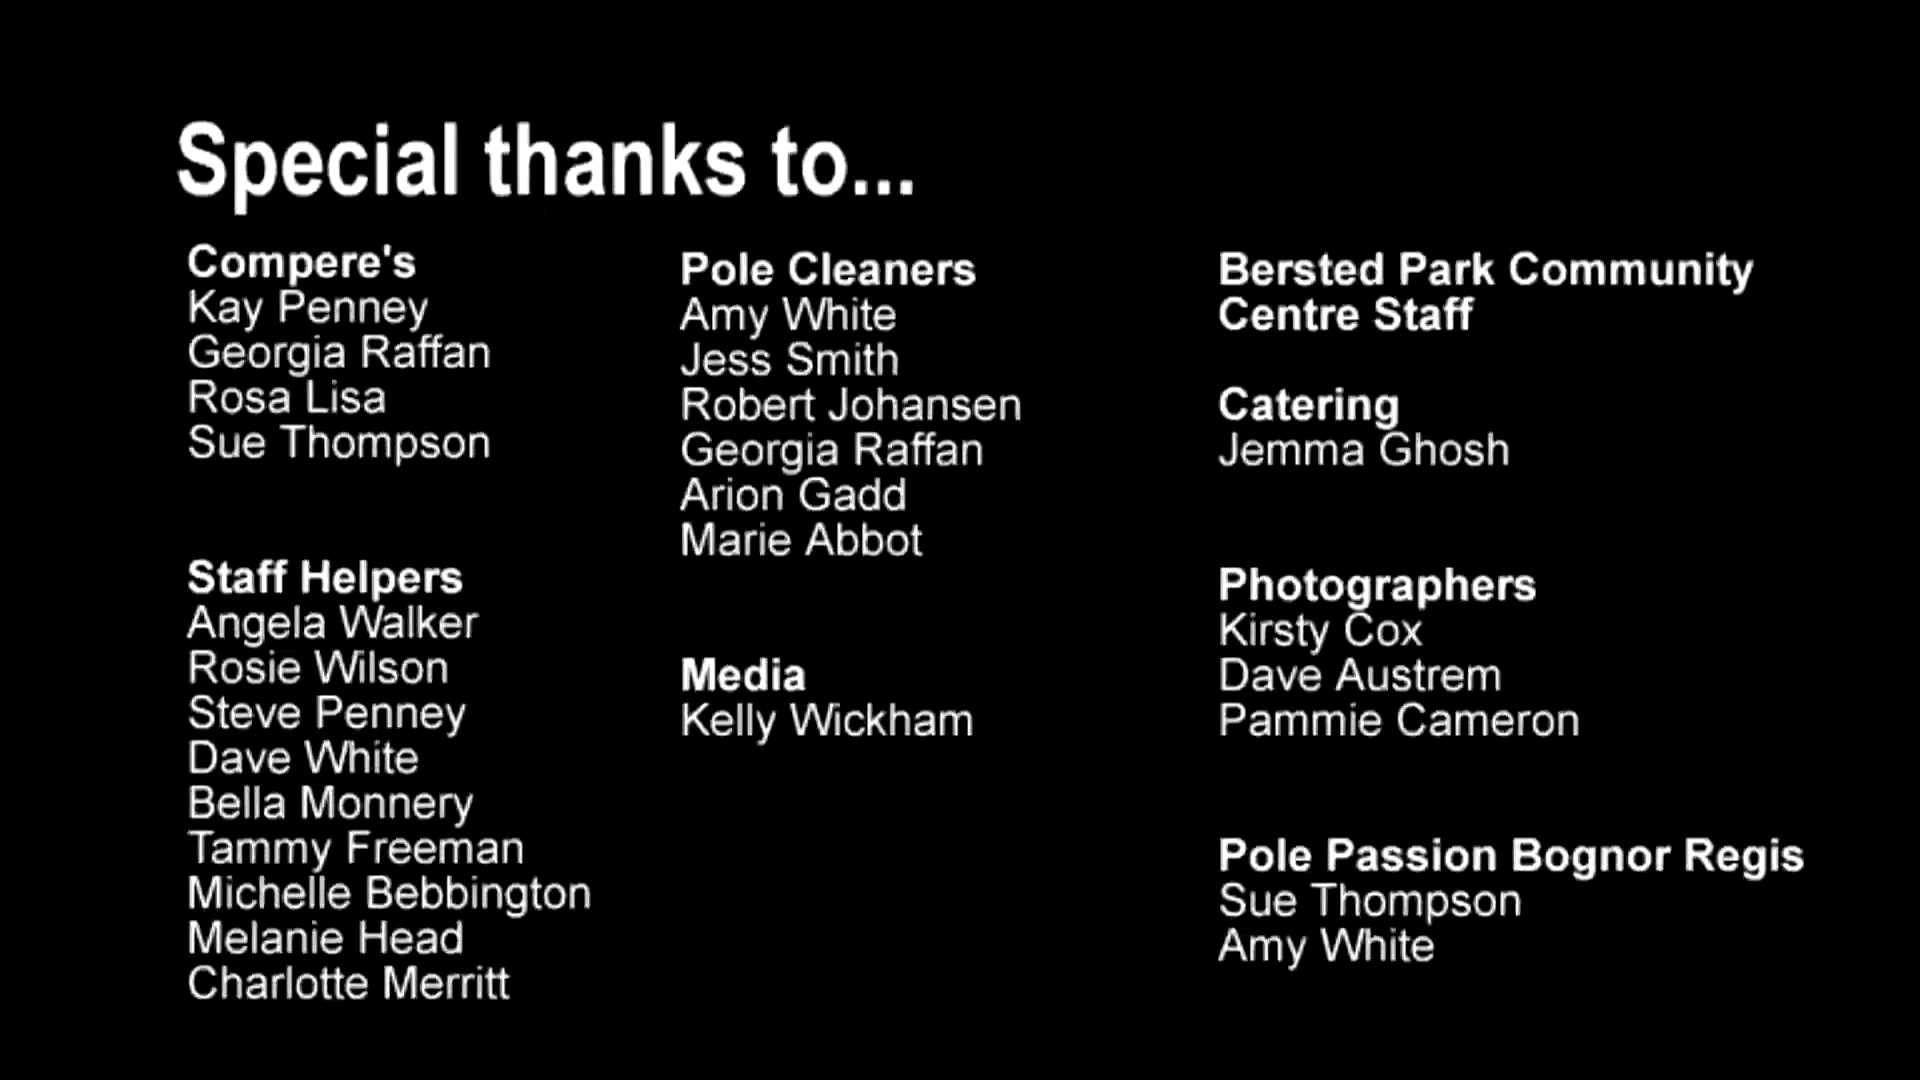 Special thanks to...
Compere's
Kay Penney
Georgia Raffan
Rosa Lisa
Sue Thompson
Staff Helpers
Angela Walker
Rosie Wilson
Steve Penney
Dave White
Bella Monnery
Tammy Freeman
Michelle Bebbington
Melanie Head
Charlotte Merritt
Pole Cleaners
Amy White
Jess Smith
Robert Johansen
Georgia Raffan
Arion Gadd
Marie Abbot
Media
Kelly Wickham
Bersted Park Community
Centre Staff
Catering
Jemma Ghosh
Photographers
Kirsty Cox
Dave Austrem
Pammie Cameron
Pole Passion Bognor Regis
Sue Thompson
Amy White